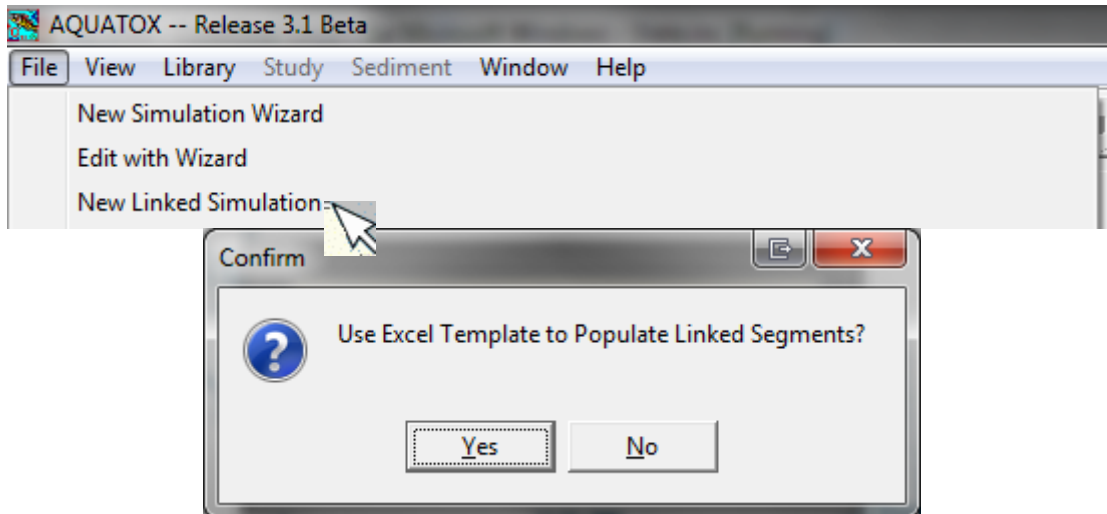 AQUATOX -- Release 3.1 Beta
File View Library Study Sediment Window Help
New Simulation Wizard
Edit with Wizard
New Linked Simulation
Confirm
Use Excel Template to Populate Linked Segments?
Yes No